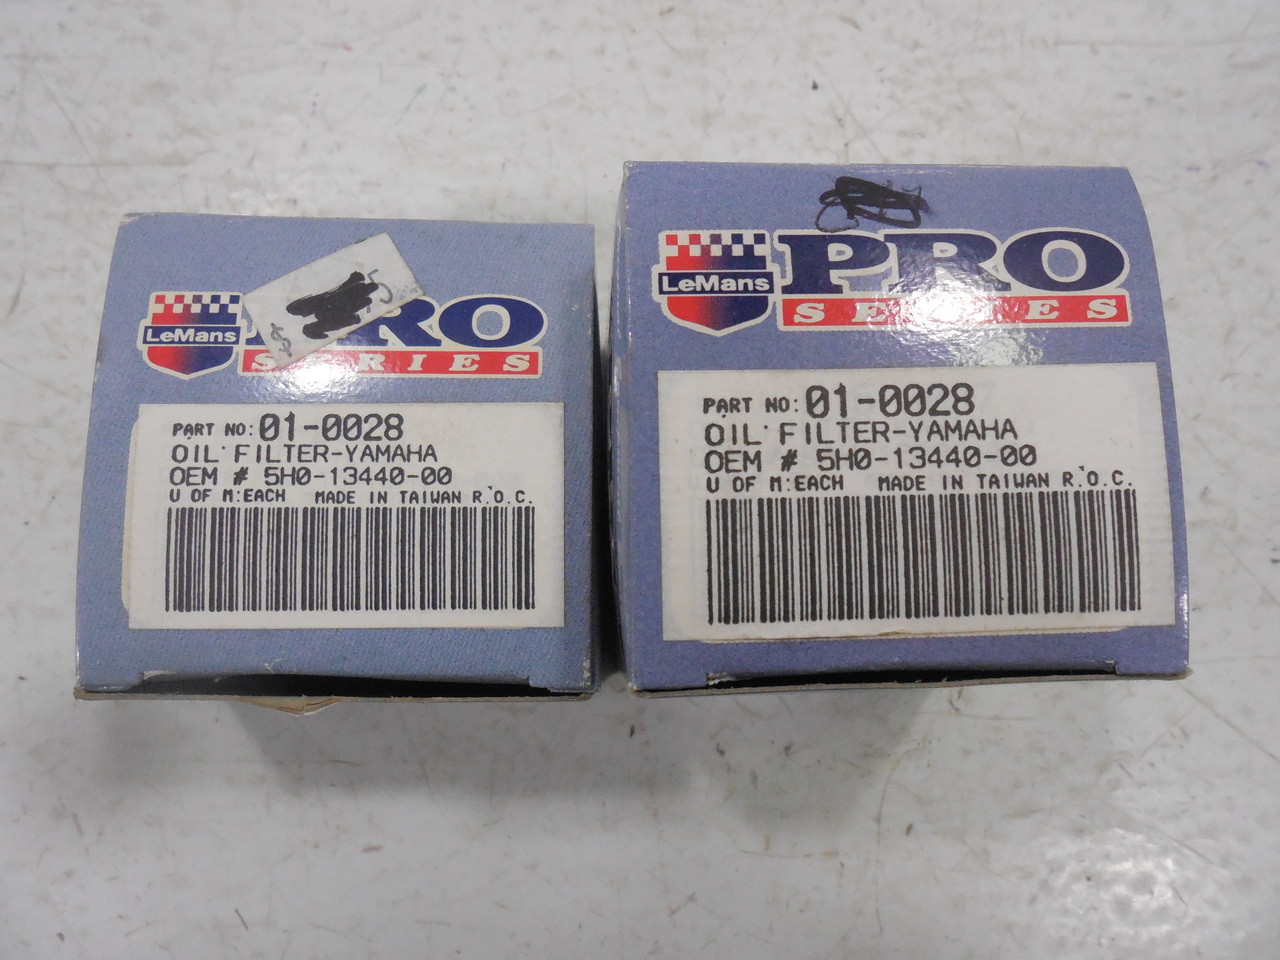 LeMans
$
RO
SERIES
PART NO: 01-0028
OIL FILTER-YAMAHA
OEM # 5H0-13440-00
U OF M:EACH MADE IN TAIWAN R.O.C.
LeMans
PRO
SERIES
PART NO: 01-0028
OIL FILTER-YAMAHA
OEM # 5H0-13440-00
U OF M:EACH MADE IN TAIWAN R.O.C.